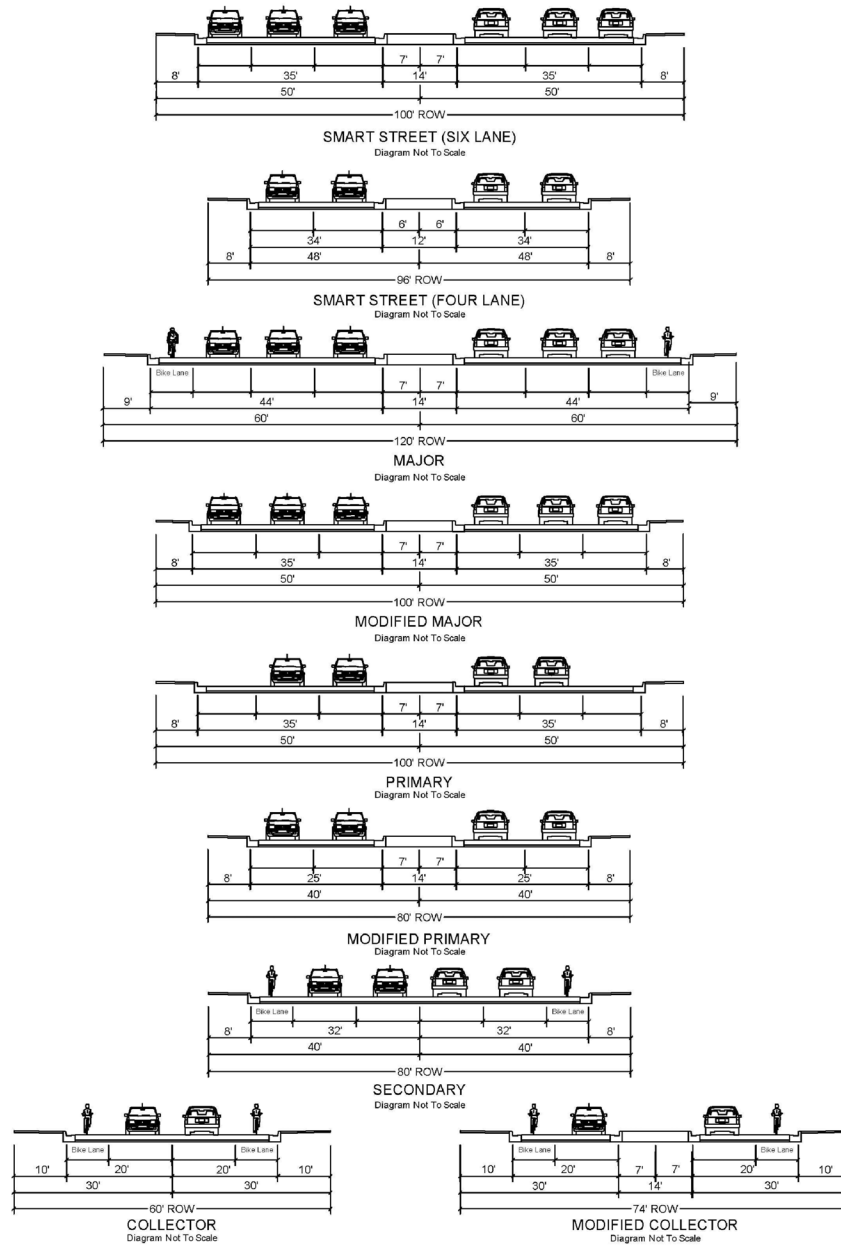 7' 7'
8' 35' 14' 35' 8'
50' 50'
100' ROW
SMART STREET (SIX LANE)
Diagram Not To Scale
6' 6'
34' 12' 34'
8' 48' 48' 8'
96' ROW
SMART STREET (FOUR LANE)
Diagram Not To Scale
Bike Lane 7' 7' Bike Lane
9' 44' 14' 44' 9'
60' 60'
120' ROW
MAJOR
Diagram Not To Scale
7' 7'
8' 35' 14' 35' 8'
50' 50'
100' ROW
MODIFIED MAJOR
Diagram Not To Scale
7' 7'
8' 35' 14' 35' 8'
50' 50'
100' ROW
PRIMARY
Diagram Not To Scale
7' 7'
8' 25' 14' 25' 8'
40' 40'
80' ROW
MODIFIED PRIMARY
Diagram Not To Scale
Bike Lane Bike Lane
8' 32' 32' 8'
40' 40'
80' ROW
SECONDARY
Diagram Not To Scale
Bike Lane Bike Lane
10' 20' 20' 10'
30' 30'
60' ROW
COLLECTOR
Diagram Not To Scale
Bike Lane Bike Lane
10' 20' 7' 7' 20' 10'
30' 14' 30'
74' ROW
MODIFIED COLLECTOR
Diagram Not To Scale